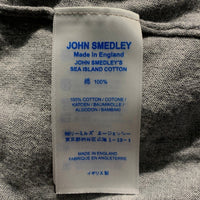 JOHN SMEDLEY
Made in England
JOHN SMEDLEY'S
SEA ISLAND COTTON
綿 100%
100% COTTON / COTONE /
KATOEN / BAUMWOLLE /
ALGODON / BAMBAKI
MADE IN ENGLAND
FABRIQUE EN ANGLETERRE
イギリス製